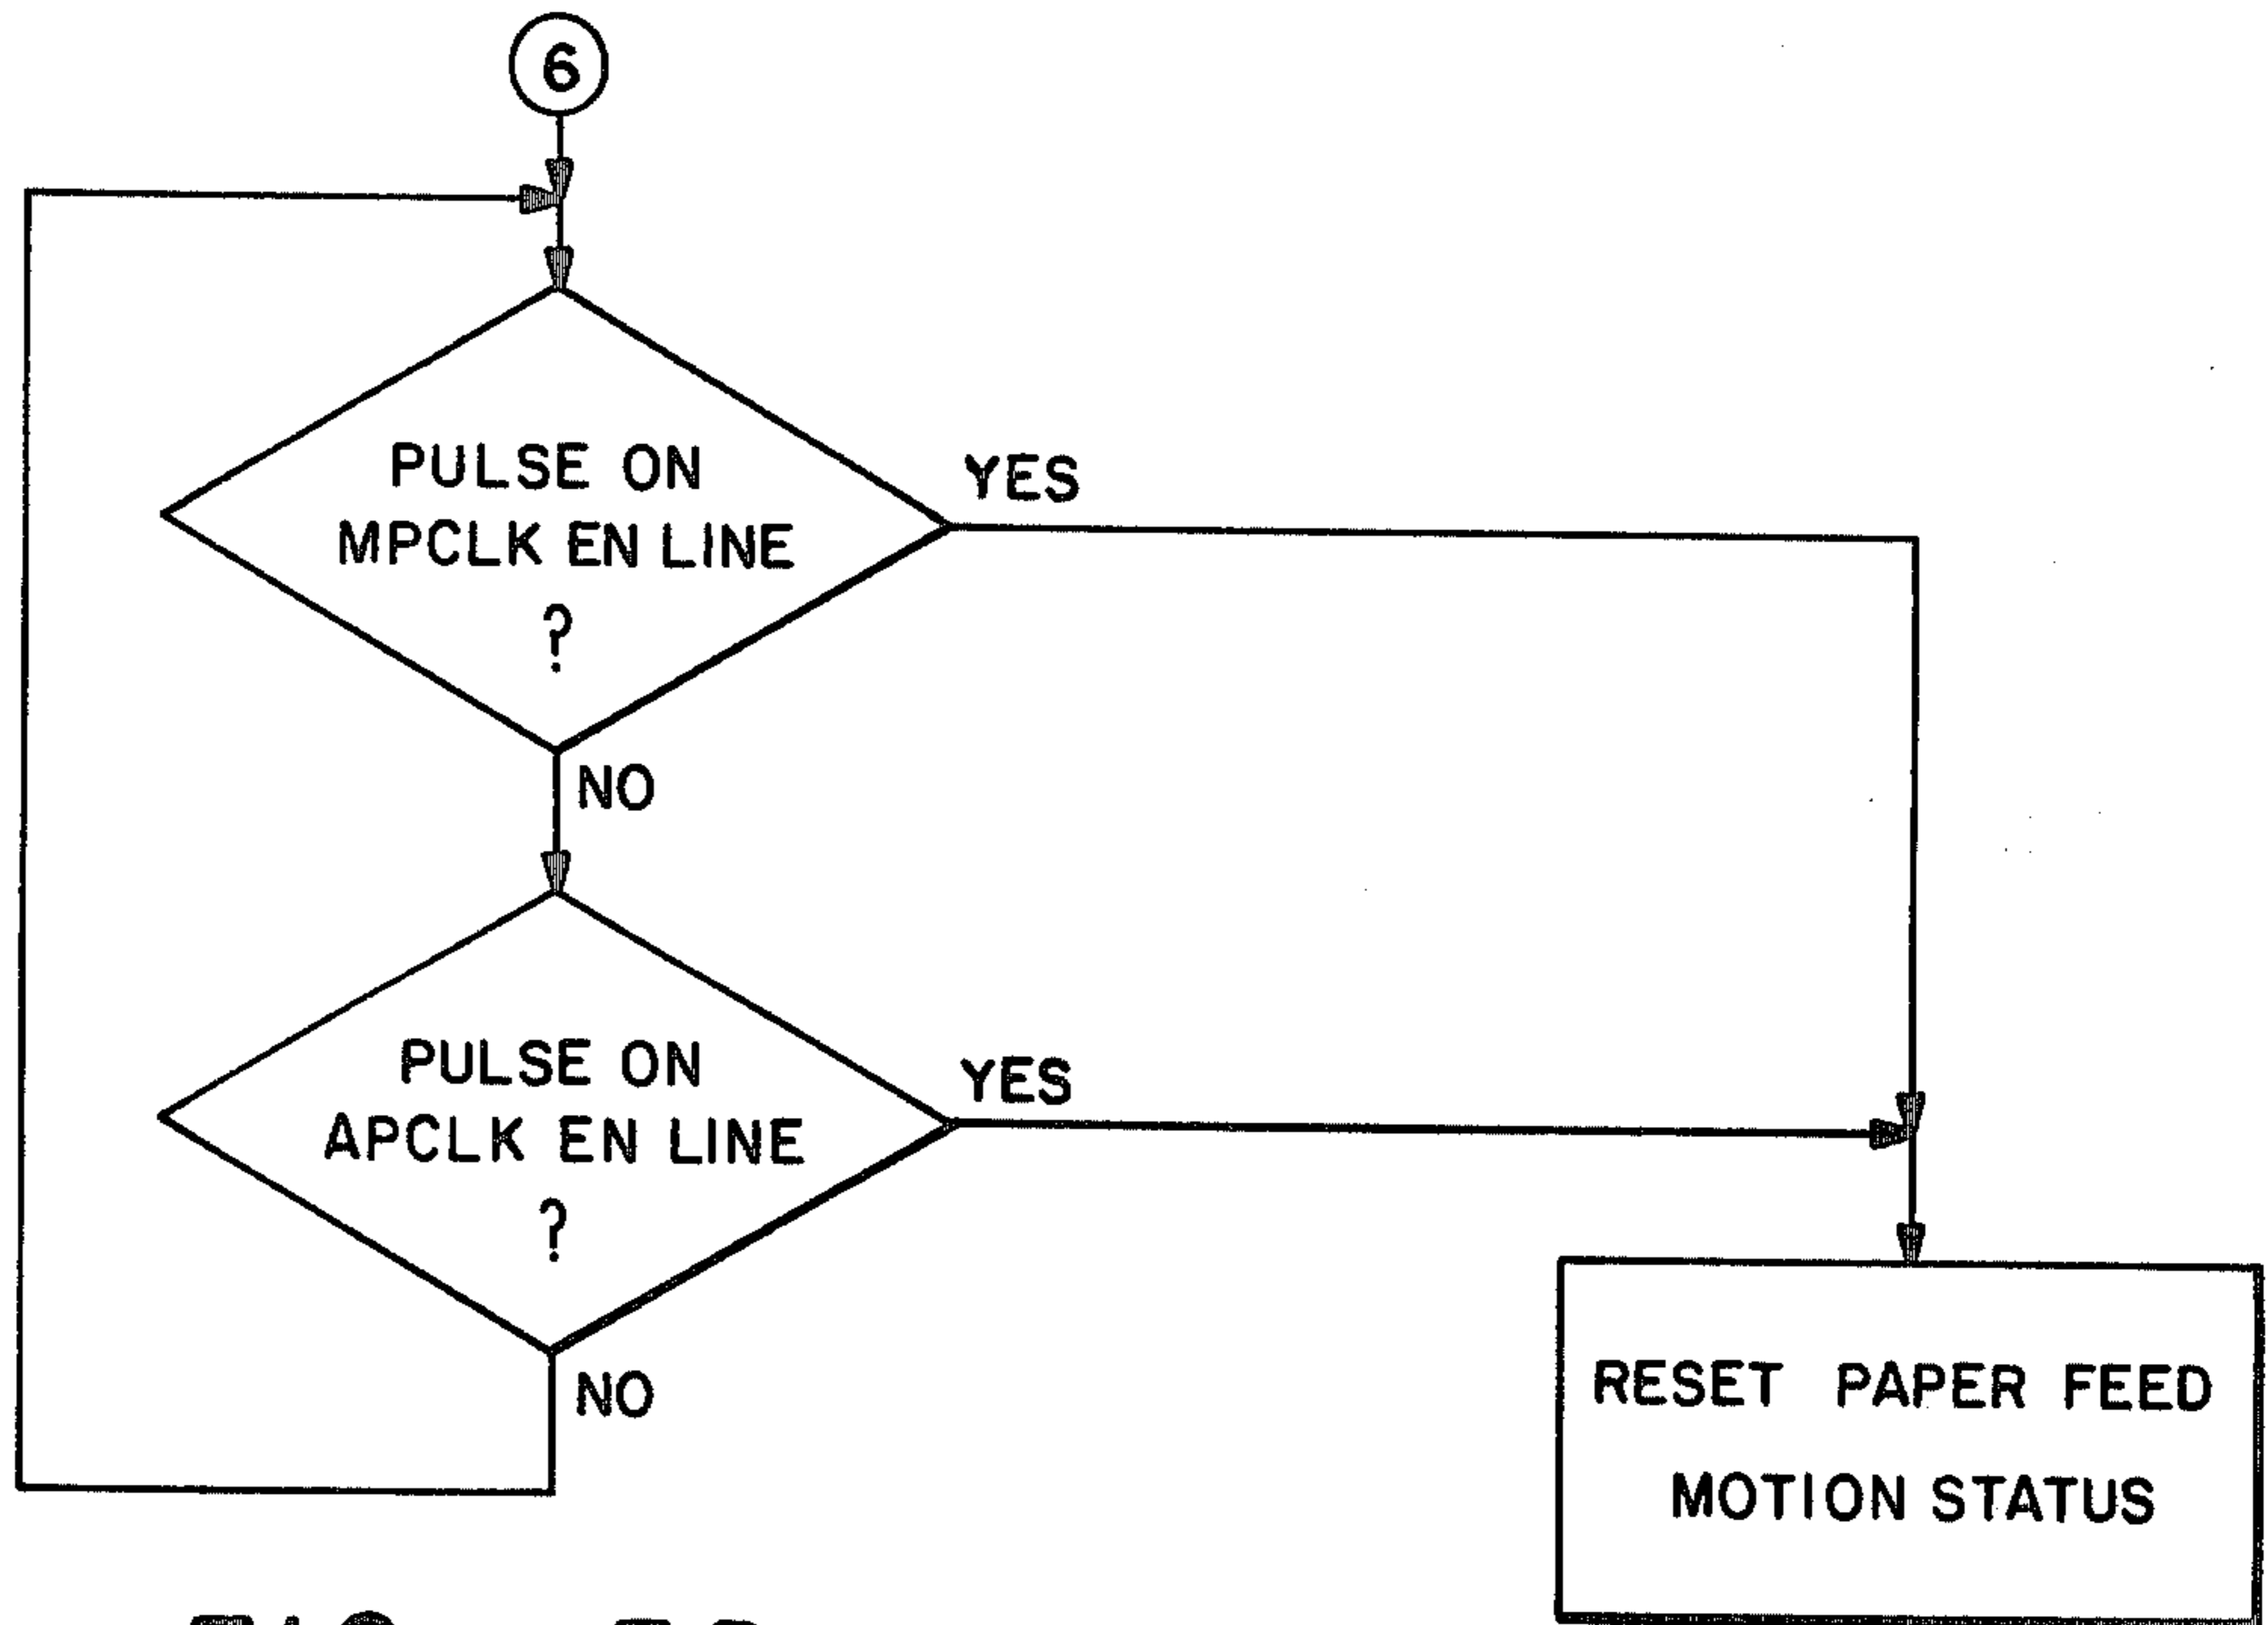 6
PULSE ON
MPCLK EN LINE
?
YES
NO
PULSE ON
APCLK EN LINE
?
YES
NO
RESET PAPER FEED
MOTION STATUS